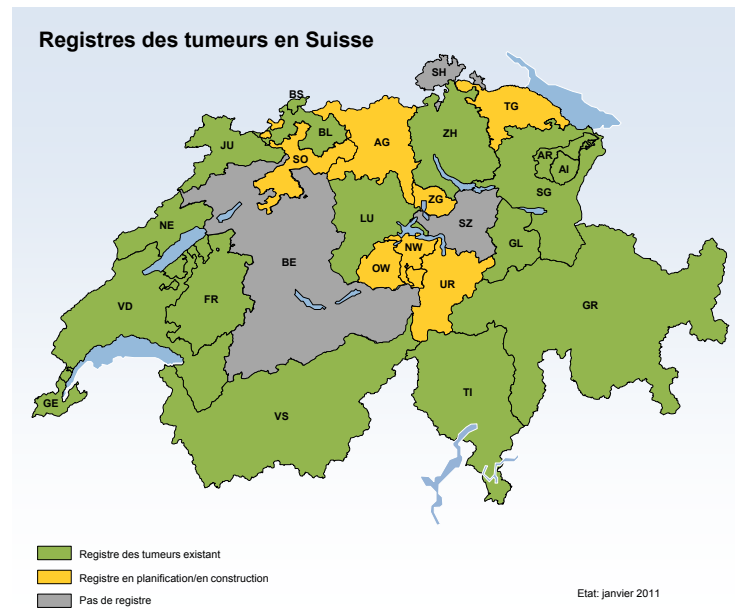 Registres des tumeurs en Suisse
SH
BS
TG
BL
ZH
JU
AG
SO
AR
AI
SG
ZG
LU
NE
SZ
NW
GL
BE
OW
UR
FR
VD
GR
TI
GE
VS
Registre des tumeurs existant
Registre en planification/en construction
Pas de registre
Etat: janvier 2011